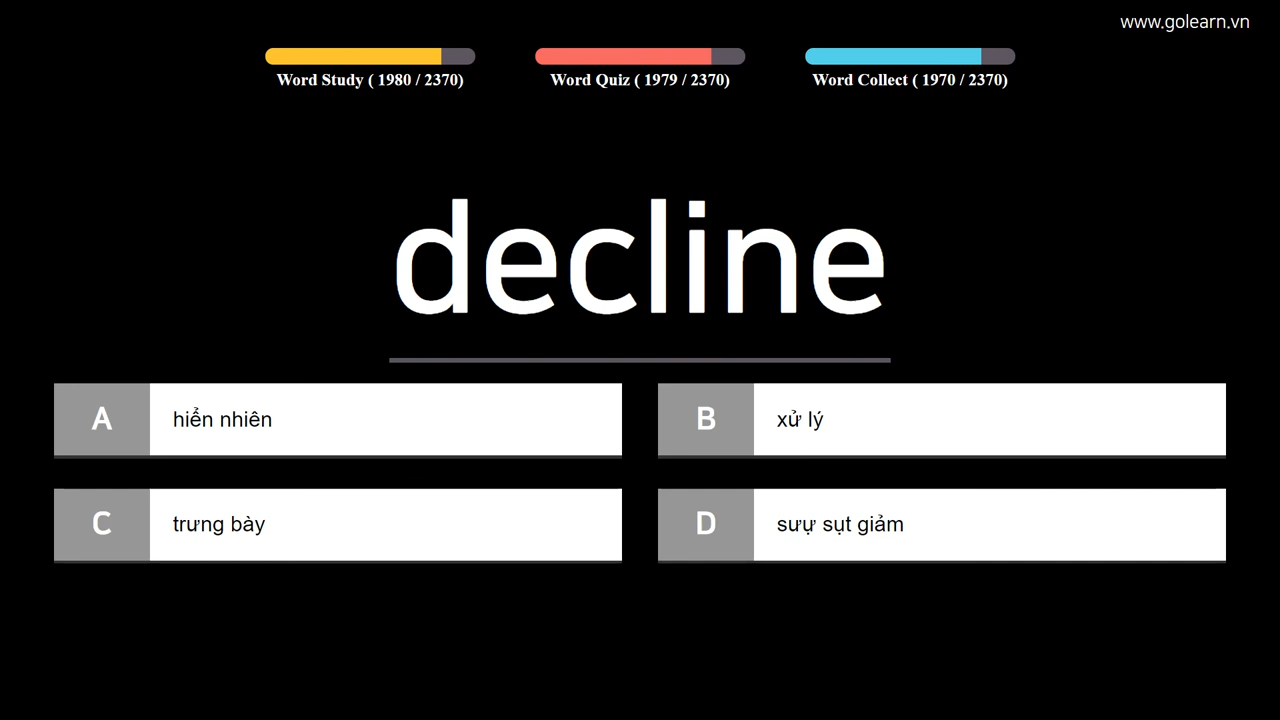 www.golearn.vn
Word Study ( 1980 / 2370)
Word Quiz ( 1979 / 2370)
Word Collect ( 1970 / 2370)
decline
A hiển nhiên
B xử lý
C trưng bày
D sưự sụt giảm